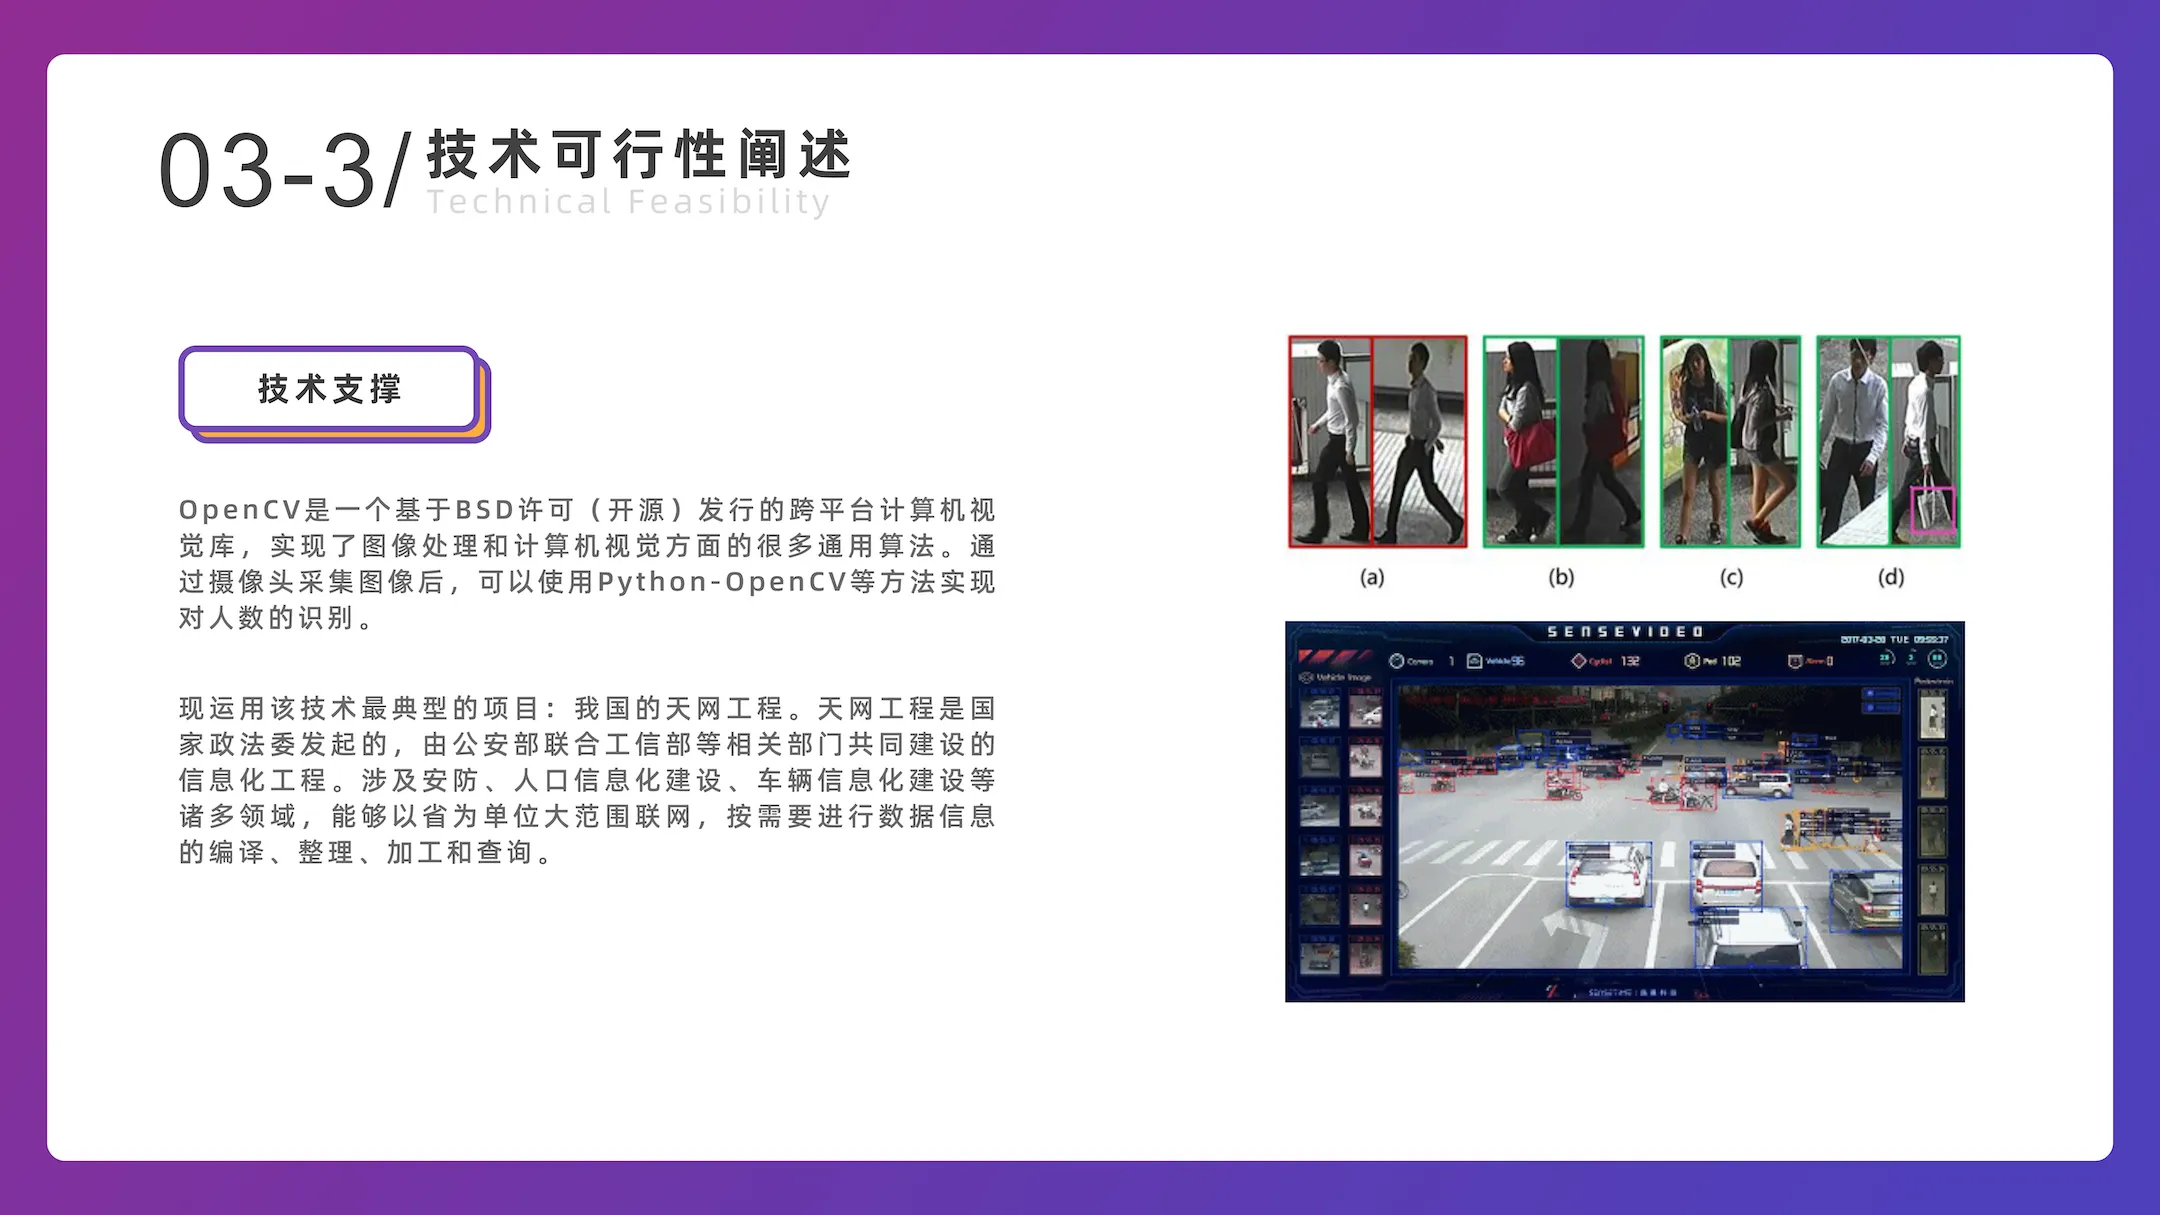 03-3/
技术可行性阐述
Technical Feasibility
技术支撑
OpenCV是一个基于BSD许可（开源）发行的跨平台计算机视
觉库，实现了图像处理和计算机视觉方面的很多通用算法。通
过摄像头采集图像后，可以使用Python-OpenCV等方法实现
对人数的识别。
现运用该技术最典型的项目：我国的天网工程。天网工程是国
家政法委发起的，由公安部联合工信部等相关部门共同建设的
信息化工程。涉及安防、人口信息化建设、车辆信息化建设等
诸多领域，能够以省为单位大范围联网，按需要进行数据信息
的编译、整理、加工和查询。
(a) (b) (c) (d)
SENSEVIDEO
2017-03-28 TUE 09:55:37
Camera 1 Vehicle 96 Cyclist 132 Ped 102 Alarm 0
Vehicle Image
Pedestrian